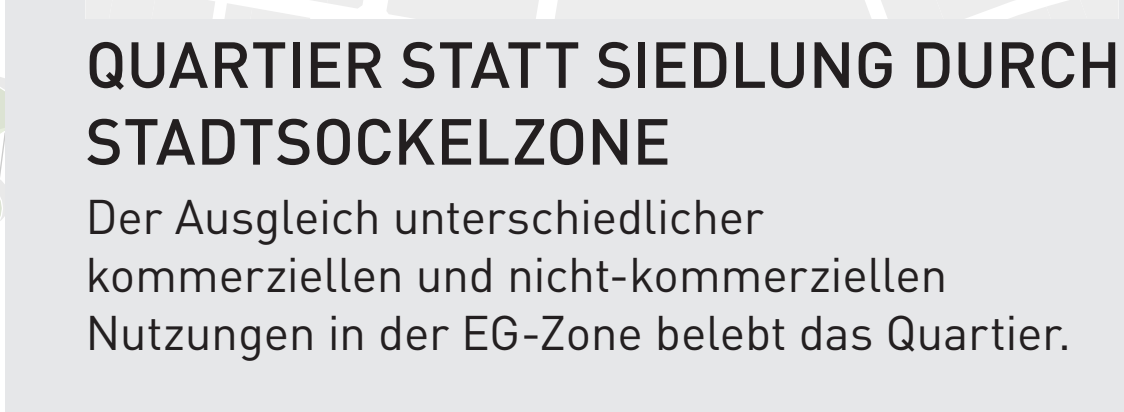 QUARTIER STATT SIEDLUNG DURCH
STADTSOCKELZONE
Der Ausgleich unterschiedlicher
kommerziellen und nicht-kommerziellen
Nutzungen in der EG-Zone belebt das Quartier.